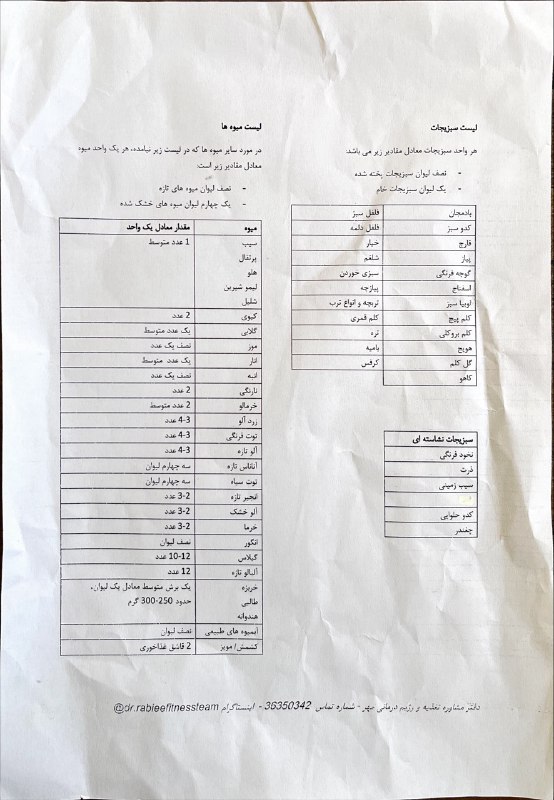 لیست سبزیجات
هر واحد سبزیجات معادل مقادیر زیر می باشد:
- نصف لیوان سبزیجات پخته شده
- یک لیوان سبزیجات خام
بادمجان فلفل سبز
کدو سبز فلفل دلمه
قارچ خیار
پیاز شلغم
گوجه فرنگی سبزی خوردن
اسفناج پیازچه
لوبیا سبز تربچه و انواع ترب
کلم پیچ کلم قمری
کلم بروکلی تره
هویج بامیه
گل کلم کرفس
کاهو
سبزیجات نشاسته ای
نخود فرنگی
ذرت
سیب زمینی
کدو حلوایی
چغندر
لیست میوه ها
در مورد سایر میوه ها که در لیست زیر نیامده، هر یک واحد میوه
معادل مقادیر زیر است:
- نصف لیوان میوه های تازه
- یک چهارم لیوان میوه های خشک شده
میوه مقدار معادل یک واحد
سیب 1 عدد متوسط
پرتقال
هلو
لیمو شیرین
شلیل
کیوی 2 عدد
گلابی یک عدد متوسط
موز نصف یک عدد
انار یک عدد متوسط
انبه نصف یک عدد
نارنگی 2 عدد
خرمالو 2 عدد متوسط
زرد آلو 3-4 عدد
توت فرنگی 3-4 عدد
آلو تازه 3-4 عدد
آناناس تازه سه چهارم لیوان
توت سیاه سه چهارم لیوان
انجیر تازه 2-3 عدد
آلو خشک 2-3 عدد
خرما 2-3 عدد
انگور نصف لیوان
گیلاس 10-12 عدد
آلبالو تازه 12 عدد
خربزه یک برش متوسط معادل یک لیوان،
طالبی حدود 250-300 گرم
هندوانه
آبمیوه های طبیعی نصف لیوان
کشمش/ مویز 2 قاشق غذاخوری
دفتر مشاوره تغذیه و رژیم درمانی مهر - شماره تماس 36350342 - اینستاگرام dr.rabieefitnessteam@